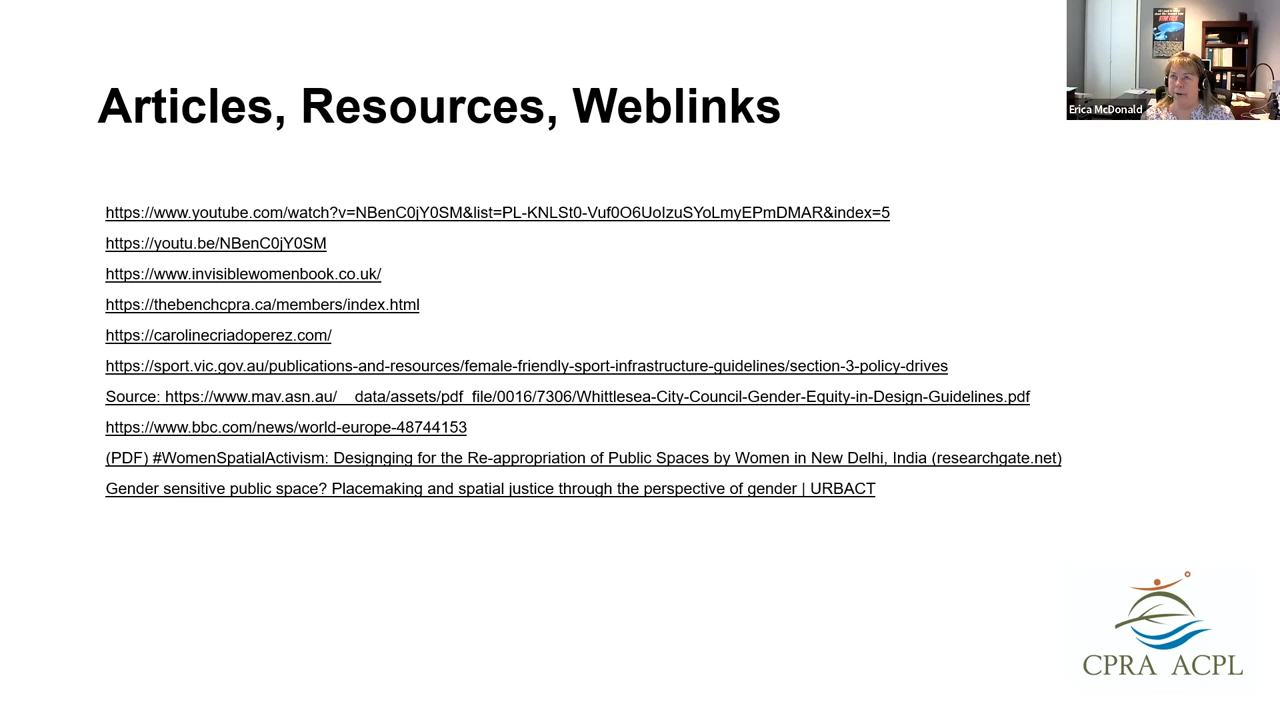 Articles, Resources, Weblinks
Erica McDonald
https://www.youtube.com/watch?v=NBenC0jY0SM&list=PL-KNLSt0-Vuf0O6UoIzuSYoLmyEPmDMAR&index=5
https://youtu.be/NBenC0jY0SM
https://www.invisiblewomenbook.co.uk/
https://thebenchcpra.ca/members/index.html
https://carolinecriadoperez.com/
https://sport.vic.gov.au/publications-and-resources/female-friendly-sport-infrastructure-guidelines/section-3-policy-drives
Source: https://www.mav.asn.au/__data/assets/pdf_file/0016/7306/Whittlesea-City-Council-Gender-Equity-in-Design-Guidelines.pdf
https://www.bbc.com/news/world-europe-48744153
(PDF) #WomenSpatialActivism: Designging for the Re-appropriation of Public Spaces by Women in New Delhi, India (researchgate.net)
Gender sensitive public space? Placemaking and spatial justice through the perspective of gender | URBACT
CPRA ACPL